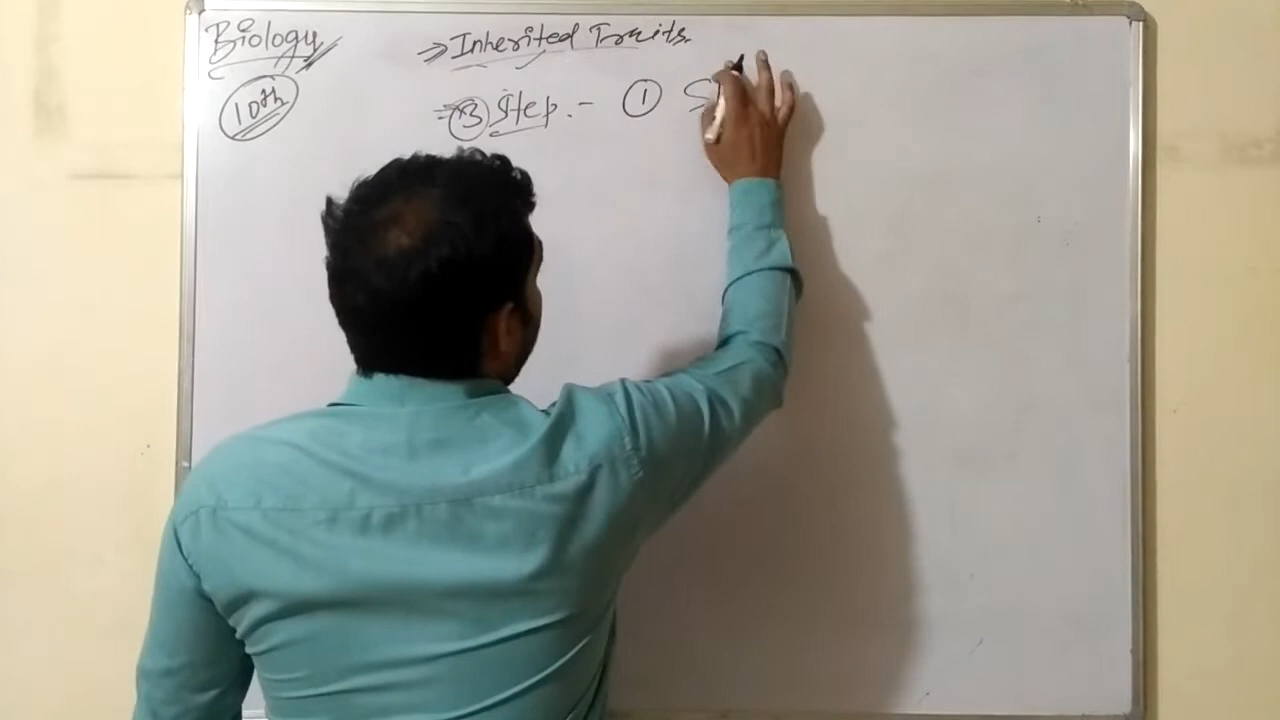 Biology
10th
⇒ Inherited Traits.
⇒ ③ Step. - ① S